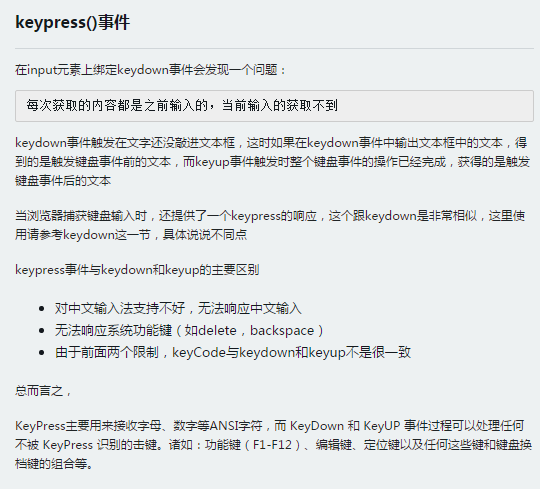 keypress()事件
在input元素上绑定keydown事件会发现一个问题：
每次获取的内容都是之前输入的，当前输入的获取不到
keydown事件触发在文字还没敲进文本框，这时如果在keydown事件中输出文本框中的文本，得
到的是触发键盘事件前的文本，而keyup事件触发时整个键盘事件的操作已经完成，获得的是触发
键盘事件后的文本
当浏览器捕获键盘输入时，还提供了一个keypress的响应，这个跟keydown是非常相似，这里使
用请参考keydown这一节，具体说说不同点
keypress事件与keydown和keyup的主要区别
• 对中文输入法支持不好，无法响应中文输入
• 无法响应系统功能键（如delete，backspace）
• 由于前面两个限制，keyCode与keydown和keyup不是很一致
总而言之，
KeyPress主要用来接收字母、数字等ANSI字符，而 KeyDown 和 KeyUP 事件过程可以处理任何
不被 KeyPress 识别的击键。诸如：功能键（F1-F12）、编辑键、定位键以及任何这些键和键盘换
档键的组合等。